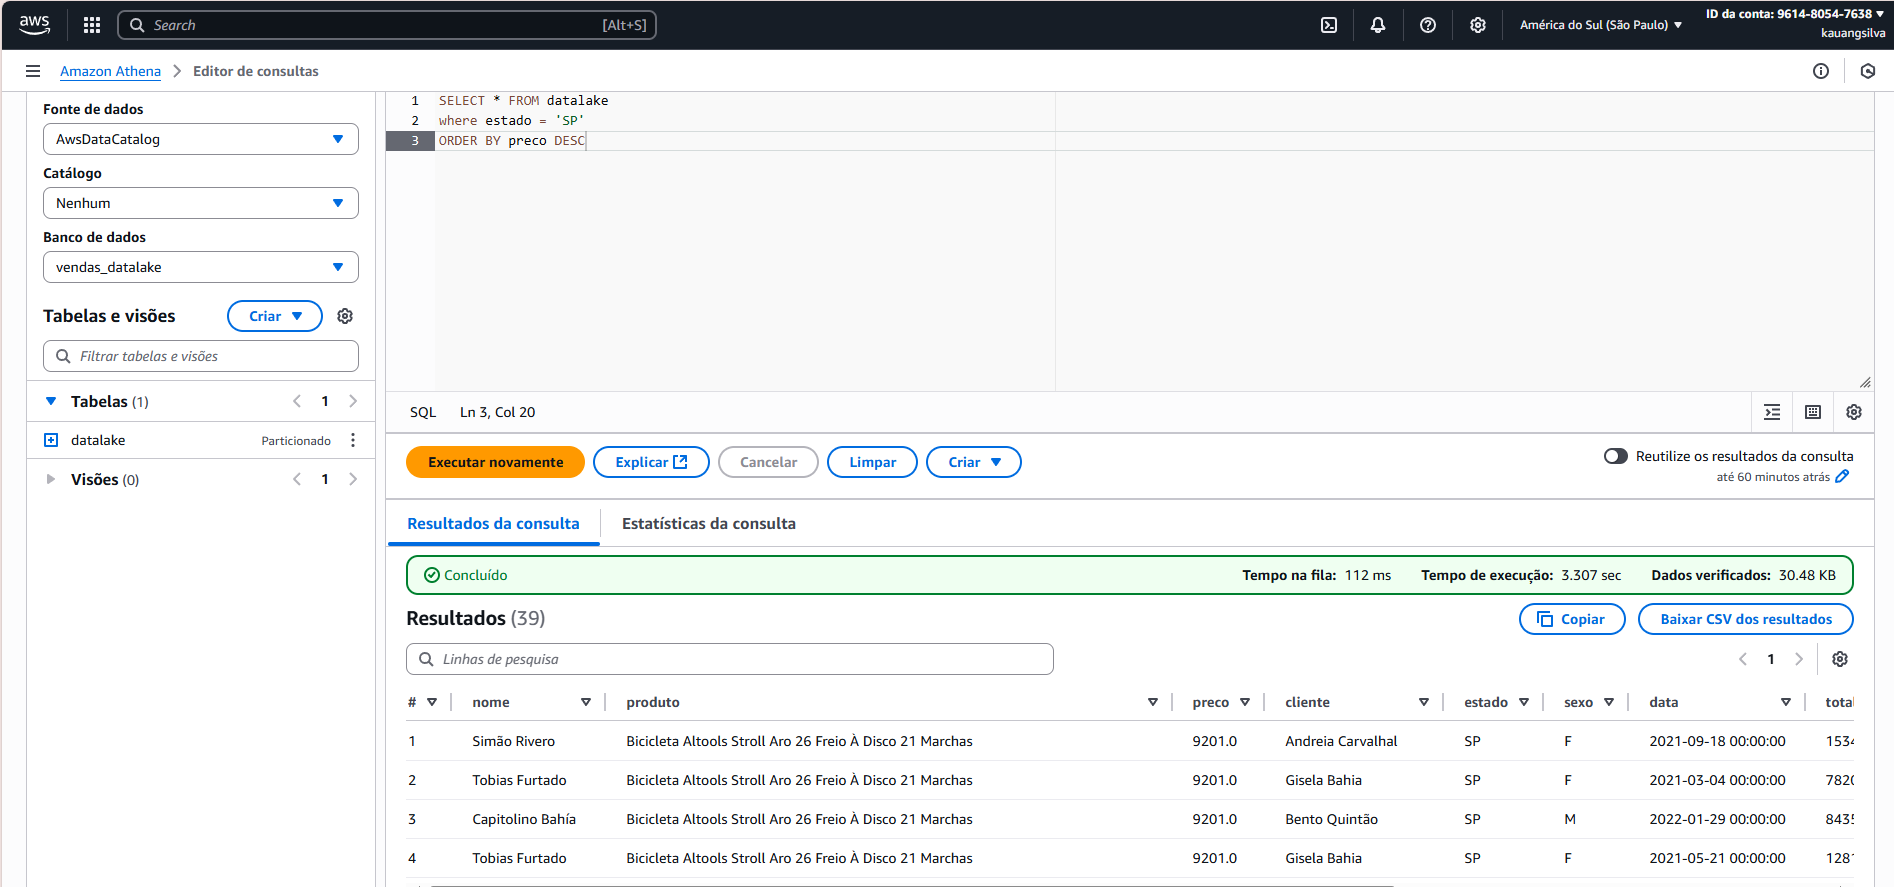 aws
Search [Alt+S]
América do Sul (São Paulo)
ID da conta: 9614-8054-7638
kauangsilva
Amazon Athena
Editor de consultas
Fonte de dados
AwsDataCatalog
Catálogo
Nenhum
Banco de dados
vendas_datalake
Tabelas e visões
Criar
Filtrar tabelas e visões
Tabelas (1) 1
datalake Particionado
Visões (0) 1
1 SELECT * FROM datalake
2 where estado = 'SP'
3 ORDER BY preco DESC
SQL Ln 3, Col 20
Executar novamente Explicar Cancelar Limpar Criar
Reutilize os resultados da consulta
até 60 minutos atrás
Resultados da consulta Estatísticas da consulta
Concluído Tempo na fila: 112 ms Tempo de execução: 3.307 sec Dados verificados: 30.48 KB
Resultados (39) Copiar Baixar CSV dos resultados
Linhas de pesquisa 1
# nome produto preco cliente estado sexo data total
1 Simão Rivero Bicicleta Altools Stroll Aro 26 Freio À Disco 21 Marchas 9201.0 Andreia Carvalhal SP F 2021-09-18 00:00:00 1534
2 Tobias Furtado Bicicleta Altools Stroll Aro 26 Freio À Disco 21 Marchas 9201.0 Gisela Bahia SP F 2021-03-04 00:00:00 7820
3 Capitolino Bahía Bicicleta Altools Stroll Aro 26 Freio À Disco 21 Marchas 9201.0 Bento Quintão SP M 2022-01-29 00:00:00 8435
4 Tobias Furtado Bicicleta Altools Stroll Aro 26 Freio À Disco 21 Marchas 9201.0 Gisela Bahia SP F 2021-05-21 00:00:00 1281